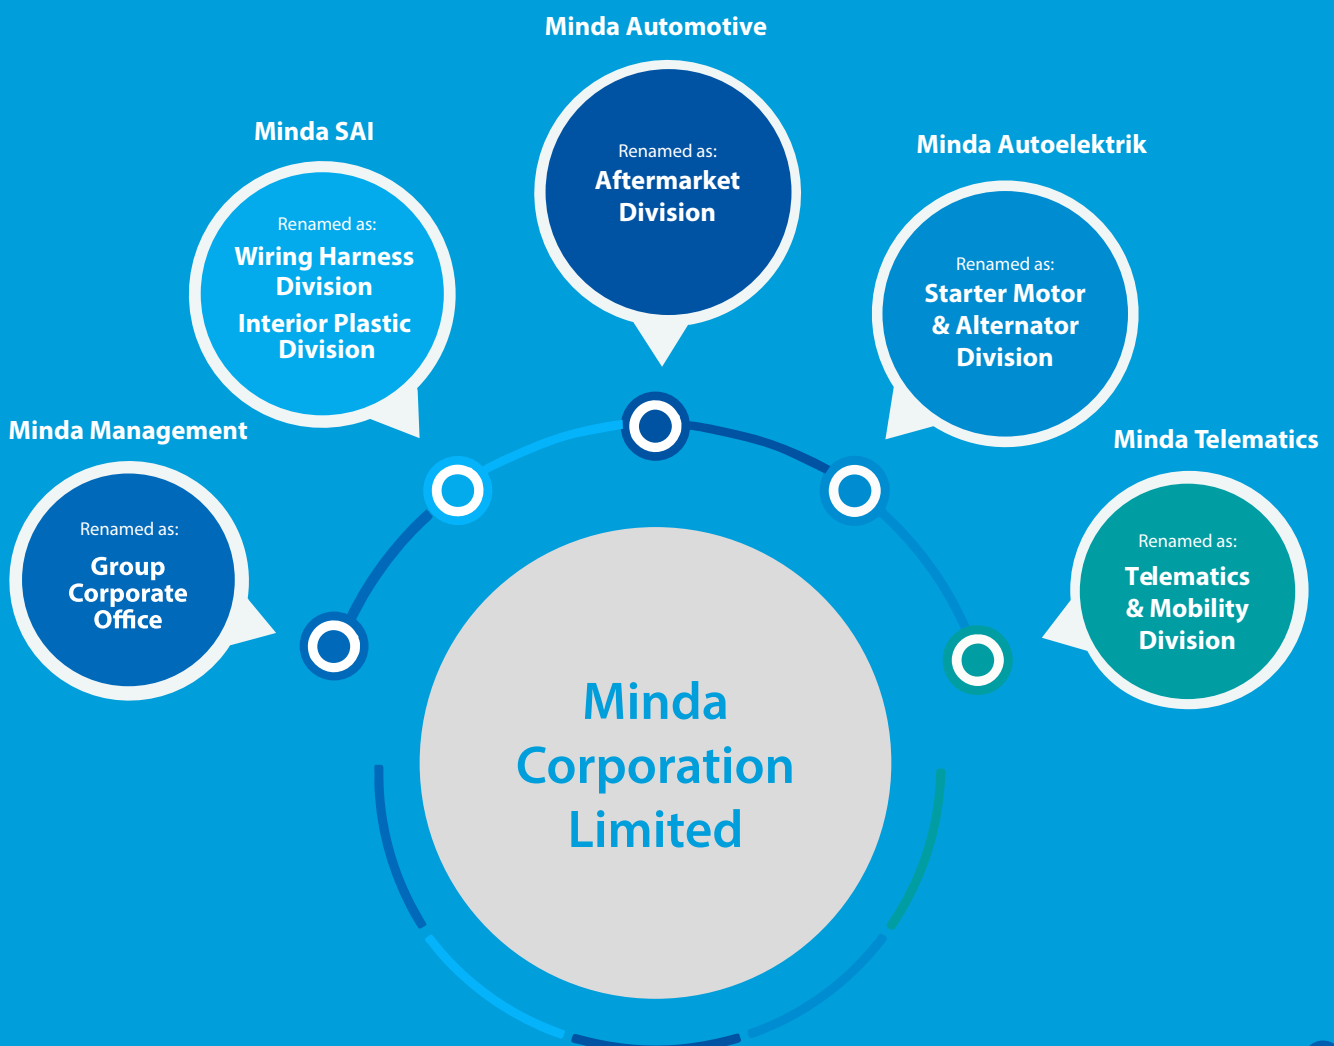 Minda Automotive
Renamed as:
Aftermarket
Division
Minda SAI
Renamed as:
Wiring Harness
Division
Interior Plastic
Division
Minda Autoelektrik
Renamed as:
Starter Motor
& Alternator
Division
Minda Management
Renamed as:
Group
Corporate
Office
Minda Telematics
Renamed as:
Telematics
& Mobility
Division
Minda
Corporation
Limited